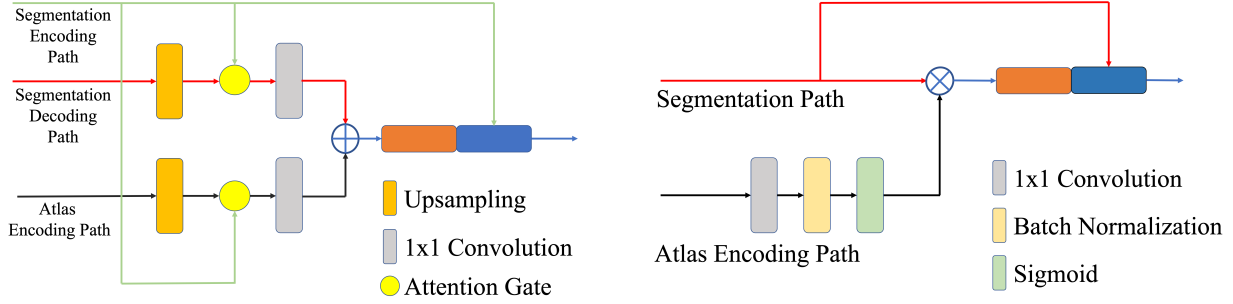 Segmentation
Encoding
Path
Segmentation
Decoding
Path
Atlas
Encoding Path
Upsampling
1x1 Convolution
Attention Gate
Segmentation Path
Atlas Encoding Path
1x1 Convolution
Batch Normalization
Sigmoid